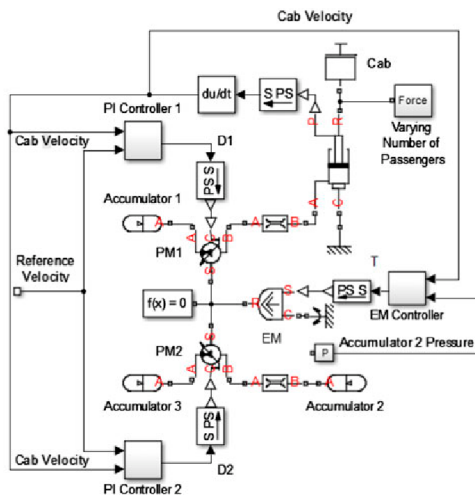 Cab Velocity
Cab
du/dt
S PS
PI Controller 1
P
R
Force
Varying
Number of
Passengers
Cab Velocity
D1
PS S
Accumulator 1
A
C
A
A
C
B
A
B
PM1
S
Reference
Velocity
T
f(x) = 0
R
S
C
PS S
EM
EM Controller
S
PM2
P
Accumulator 2 Pressure
A
A
C
B
A
B
A
Accumulator 3
Accumulator 2
S PS
Cab Velocity
D2
PI Controller 2